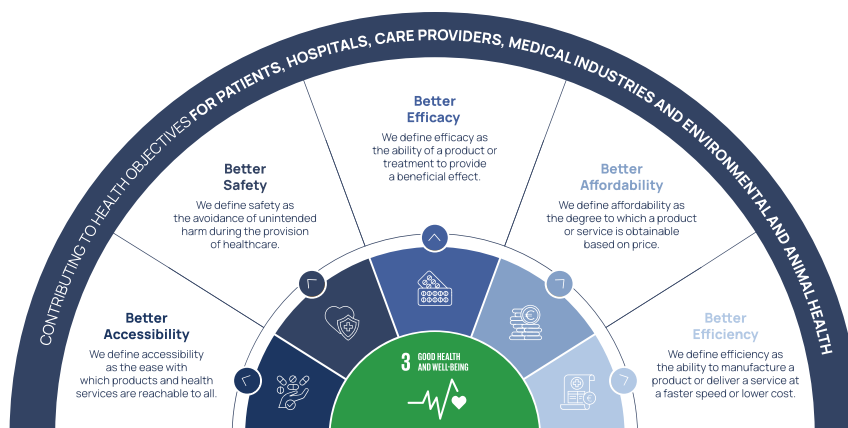 CONTRIBUTING TO HEALTH OBJECTIVES FOR PATIENTS, HOSPITALS, CARE PROVIDERS, MEDICAL INDUSTRIES AND ENVIRONMENTAL AND ANIMAL HEALTH
Better
Accessibility
We define accessibility
as the ease with
which products and health
services are reachable to all.
Better
Safety
We define safety as
the avoidance of unintended
harm during the provision
of healthcare.
Better
Efficacy
We define efficacy as
the ability of a product or
treatment to provide
a beneficial effect.
Better
Affordability
We define affordability as
the degree to which a product
or service is obtainable
based on price.
Better
Efficiency
We define efficiency as
the ability to manufacture a
product or deliver a service at
a faster speed or lower cost.
3 GOOD HEALTH
AND WELL-BEING